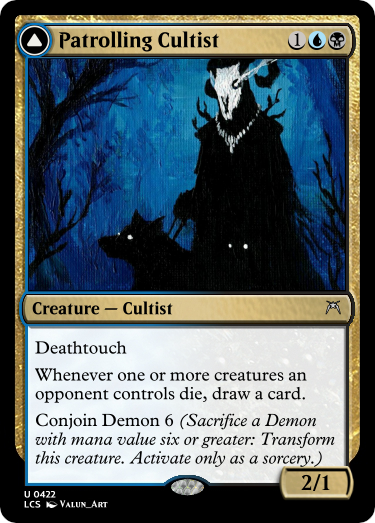 Patrolling Cultist 1
Creature — Cultist
Deathtouch
Whenever one or more creatures an
opponent controls die, draw a card.
Conjoin Demon 6 (Sacrifice a Demon
with mana value six or greater: Transform
this creature. Activate only as a sorcery.)
2/1
U 0422
LCS Valun_Art